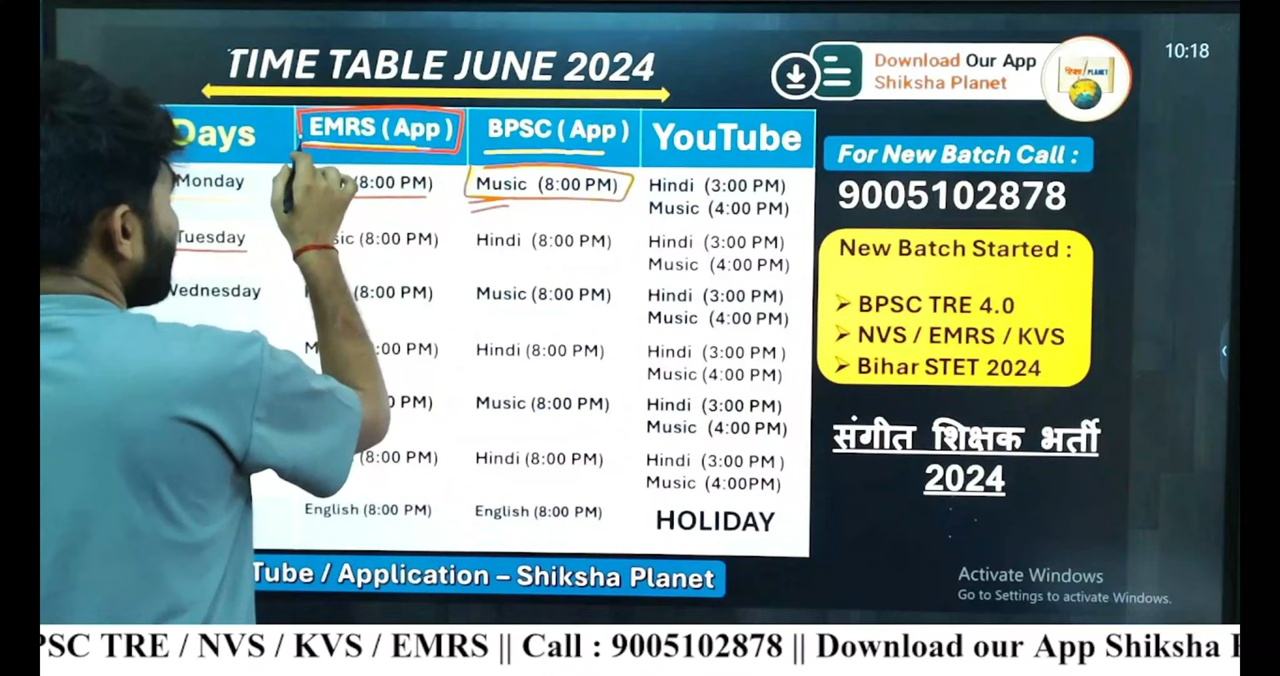 TIME TABLE JUNE 2024
Download Our App
Shiksha Planet
PLANET
10:18
Days EMRS (App) BPSC (App) YouTube
Monday (8:00 PM) Music (8:00 PM) Hindi (3:00 PM)
Music (4:00 PM)
Tuesday (8:00 PM) Hindi (8:00 PM) Hindi (3:00 PM)
Music (4:00 PM)
Wednesday (8:00 PM) Music (8:00 PM) Hindi (3:00 PM)
Music (4:00 PM)
:00 PM) Hindi (8:00 PM) Hindi (3:00 PM )
Music (4:00 PM)
PM) Music (8:00 PM) Hindi (3:00 PM)
Music (4:00 PM)
(8:00 PM) Hindi (8:00 PM) Hindi (3:00 PM )
Music (4:00PM)
English (8:00 PM) English (8:00 PM) HOLIDAY
Tube / Application – Shiksha Planet
For New Batch Call :
9005102878
New Batch Started :
➢ BPSC TRE 4.0
➢ NVS / EMRS / KVS
➢ Bihar STET 2024
संगीत शिक्षक भर्ती
2024
Activate Windows
Go to Settings to activate Windows.
PSC TRE / NVS / KVS / EMRS || Call : 9005102878 || Download our App Shiksha